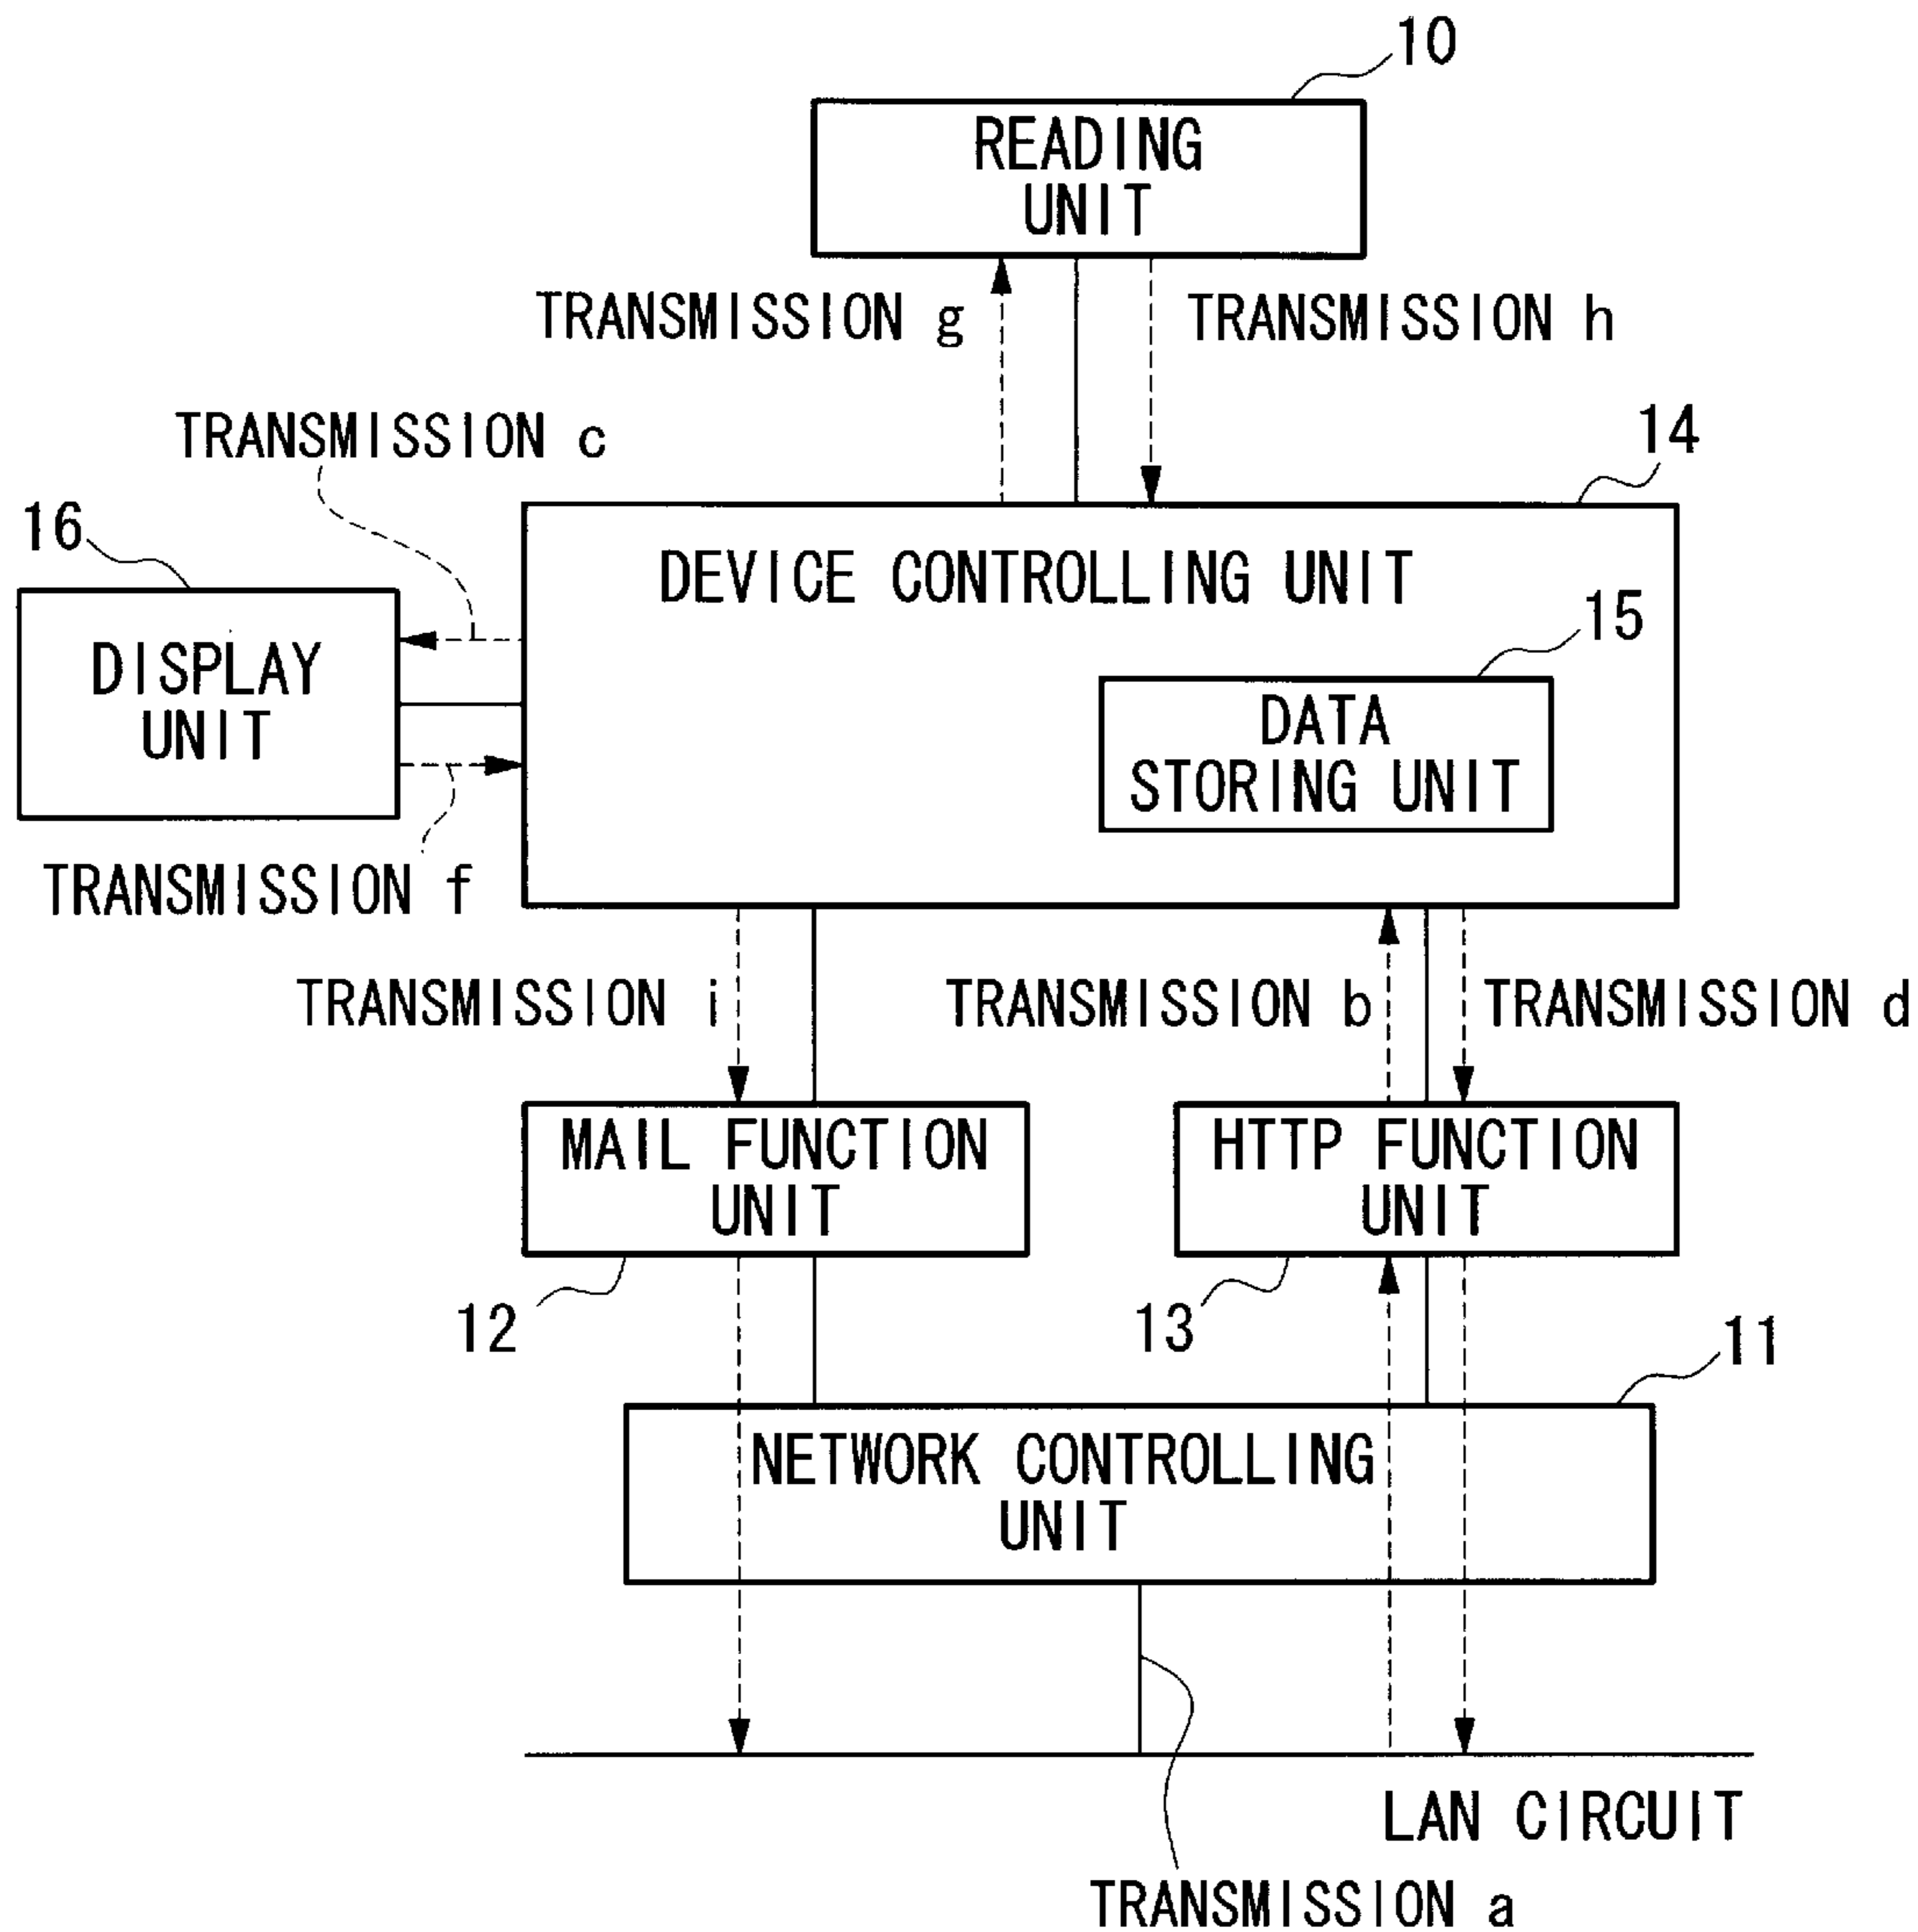 10
READING
UNIT
TRANSMISSION g
TRANSMISSION h
TRANSMISSION c
14
16
DEVICE CONTROLLING UNIT
15
DISPLAY
UNIT
DATA
STORING UNIT
TRANSMISSION f
TRANSMISSION i
TRANSMISSION b
TRANSMISSION d
MAIL FUNCTION
UNIT
HTTP FUNCTION
UNIT
12
13
11
NETWORK CONTROLLING
UNIT
LAN CIRCUIT
TRANSMISSION a